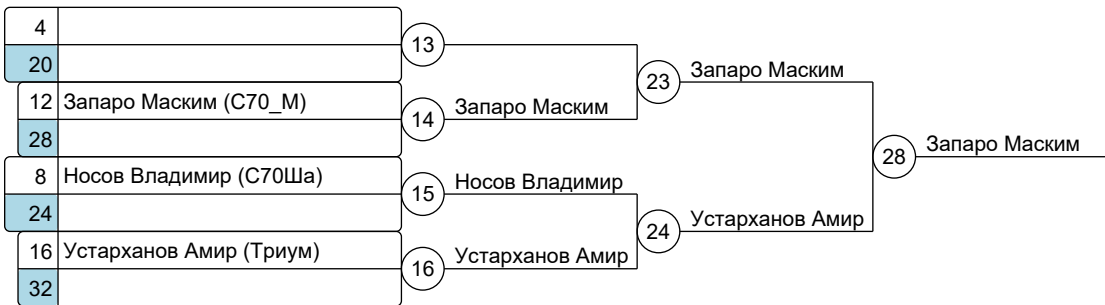 4
20
12 Запаро Маским (С70_М)
28
8 Носов Владимир (С70Ша)
24
16 Устарханов Амир (Триум)
32
13
14
15
16
Запаро Маским
Носов Владимир
Устарханов Амир
23
24
Запаро Маским
Устарханов Амир
28
Запаро Маским